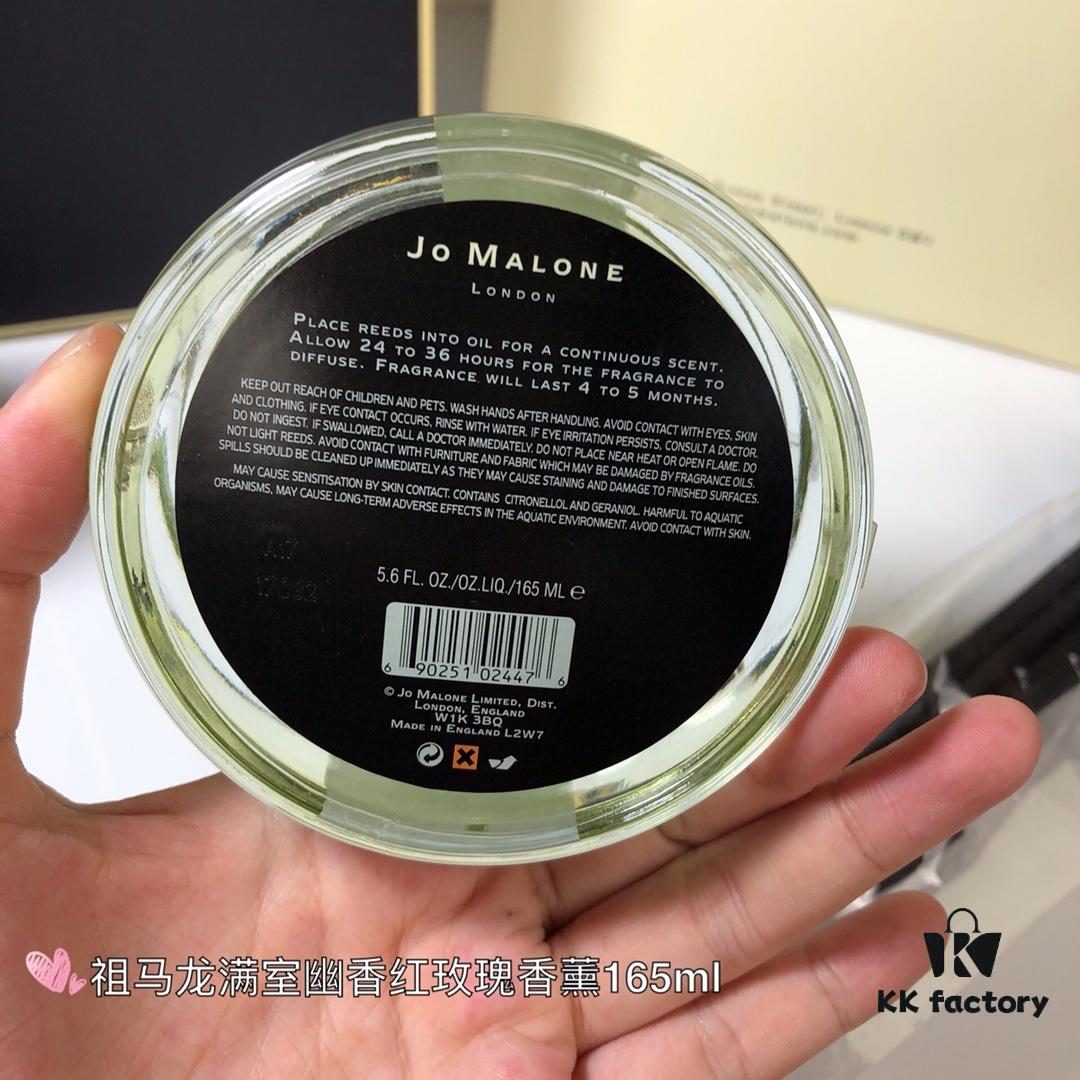 JO MALONE
LONDON
PLACE REEDS INTO OIL FOR A CONTINUOUS SCENT.
ALLOW 24 TO 36 HOURS FOR THE FRAGRANCE TO
DIFFUSE. FRAGRANCE WILL LAST 4 TO 5 MONTHS.
KEEP OUT REACH OF CHILDREN AND PETS. WASH HANDS AFTER HANDLING. AVOID CONTACT WITH EYES, SKIN
AND CLOTHING. IF EYE CONTACT OCCURS, RINSE WITH WATER. IF EYE IRRITATION PERSISTS, CONSULT A DOCTOR.
DO NOT INGEST. IF SWALLOWED, CALL A DOCTOR IMMEDIATELY. DO NOT PLACE NEAR HEAT OR OPEN FLAME. DO
NOT LIGHT REEDS. AVOID CONTACT WITH FURNITURE AND FABRIC WHICH MAY BE DAMAGED BY FRAGRANCE OILS.
SPILLS SHOULD BE CLEANED UP IMMEDIATELY AS THEY MAY CAUSE STAINING AND DAMAGE TO FINISHED SURFACES.
MAY CAUSE SENSITISATION BY SKIN CONTACT. CONTAINS CITRONELLOL AND GERANIOL. HARMFUL TO AQUATIC
ORGANISMS, MAY CAUSE LONG-TERM ADVERSE EFFECTS IN THE AQUATIC ENVIRONMENT. AVOID CONTACT WITH SKIN.
5.6 FL. OZ./OZ.LIQ./165 ML ℮
6 90251 02447 6
© JO MALONE LIMITED, DIST.
LONDON, ENGLAND
W1K 3BQ
MADE IN ENGLAND L2W7
祖马龙满室幽香红玫瑰香薰165ml
KK factory